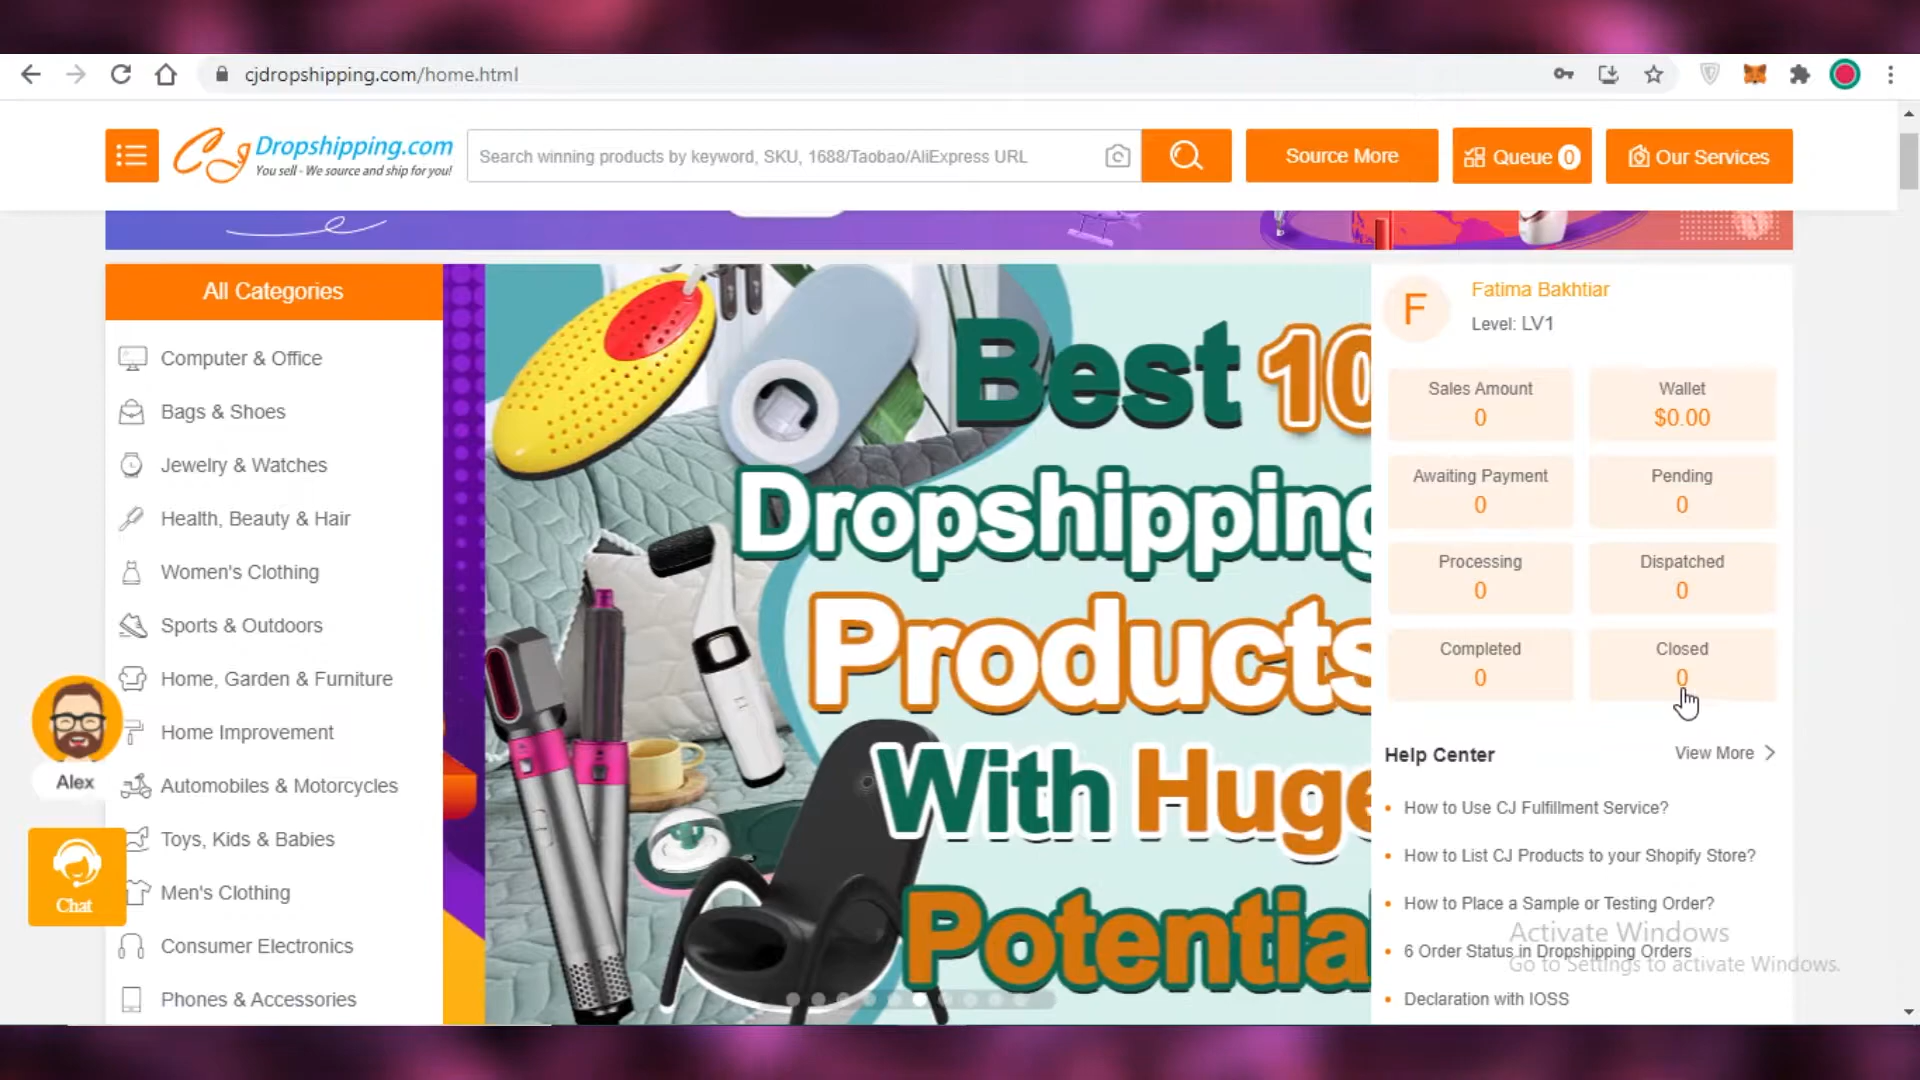 cjdropshipping.com/home.html
CJ Dropshipping.com
You sell - We source and ship for you!
Search winning products by keyword, SKU, 1688/Taobao/AliExpress URL
Source More
Queue 0
Our Services
All Categories
Computer & Office
Bags & Shoes
Jewelry & Watches
Health, Beauty & Hair
Women's Clothing
Sports & Outdoors
Home, Garden & Furniture
Home Improvement
Automobiles & Motorcycles
Toys, Kids & Babies
Men's Clothing
Consumer Electronics
Phones & Accessories
Alex
Chat
Best 10
Dropshipping
Products
With Huge
Potentia
F
Fatima Bakhtiar
Level: LV1
Sales Amount
0
Wallet
$0.00
Awaiting Payment
0
Pending
0
Processing
0
Dispatched
0
Completed
0
Closed
0
Help Center
View More
How to Use CJ Fulfillment Service?
How to List CJ Products to your Shopify Store?
How to Place a Sample or Testing Order?
6 Order Status in Dropshipping Orders
Declaration with IOSS
Activate Windows
Go to Settings to activate Windows.